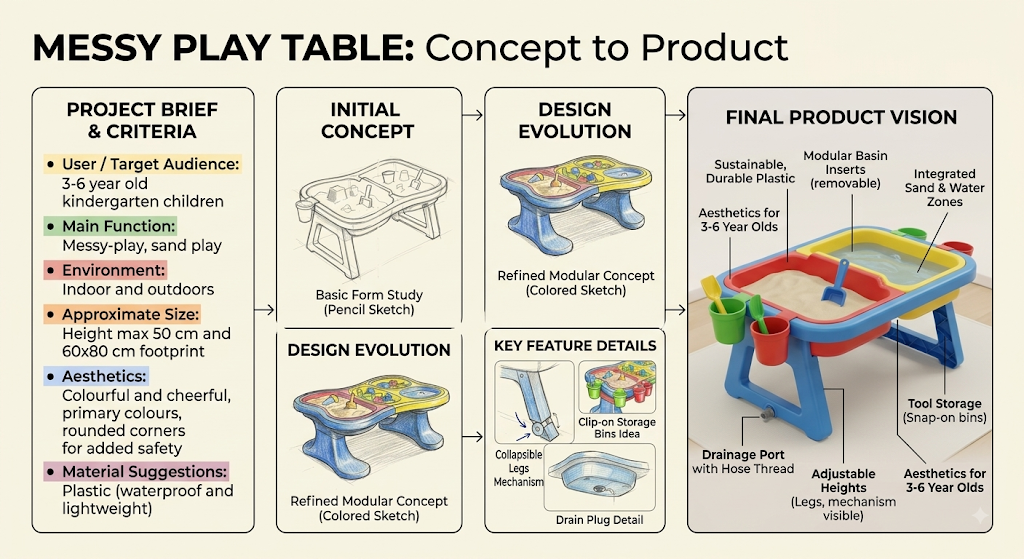 MESSY PLAY TABLE: Concept to Product
PROJECT BRIEF
& CRITERIA
• User / Target Audience:
3-6 year old
kindergarten children
• Main Function:
Messy-play, sand play
• Environment:
Indoor and outdoors
• Approximate Size:
Height max 50 cm and
60x80 cm footprint
• Aesthetics:
Colourful and cheerful,
primary colours,
rounded corners
for added safety
• Material Suggestions:
Plastic (waterproof and
lightweight)
INITIAL
CONCEPT
Basic Form Study
(Pencil Sketch)
DESIGN EVOLUTION
Refined Modular Concept
(Colored Sketch)
DESIGN
EVOLUTION
Refined Modular Concept
(Colored Sketch)
KEY FEATURE DETAILS
Clip-on Storage
Bins Idea
Collapsible
Legs
Mechanism
Drain Plug Detail
FINAL PRODUCT VISION
Sustainable,
Durable Plastic
Modular Basin
Inserts
(removable)
Integrated
Sand & Water
Zones
Aesthetics for
3-6 Year Olds
Tool Storage
(Snap-on bins)
Drainage Port
with Hose Thread
Adjustable
Heights
(Legs, mechanism
visible)
Aesthetics for
3-6 Year Olds